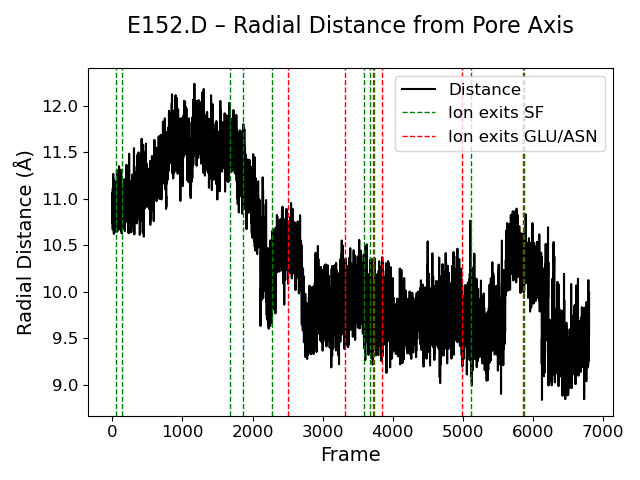 E152.D – Radial Distance from Pore Axis
Distance
Ion exits SF
Ion exits GLU/ASN
Radial Distance (Å)
12.0
11.5
11.0
10.5
10.0
9.5
9.0
0 1000 2000 3000 4000 5000 6000 7000
Frame